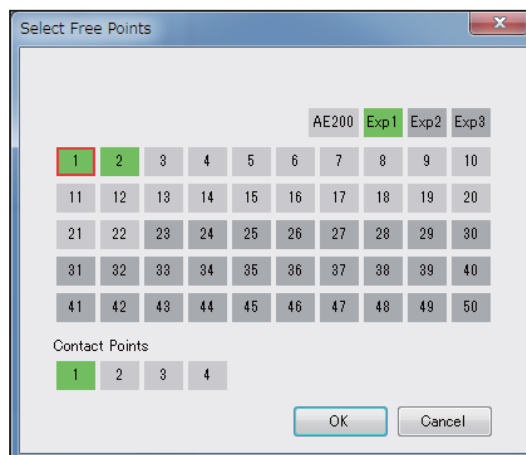 Select Free Points
AE200 Exp1 Exp2 Exp3
1 2 3 4 5 6 7 8 9 10
11 12 13 14 15 16 17 18 19 20
21 22 23 24 25 26 27 28 29 30
31 32 33 34 35 36 37 38 39 40
41 42 43 44 45 46 47 48 49 50
Contact Points
1 2 3 4
OK Cancel